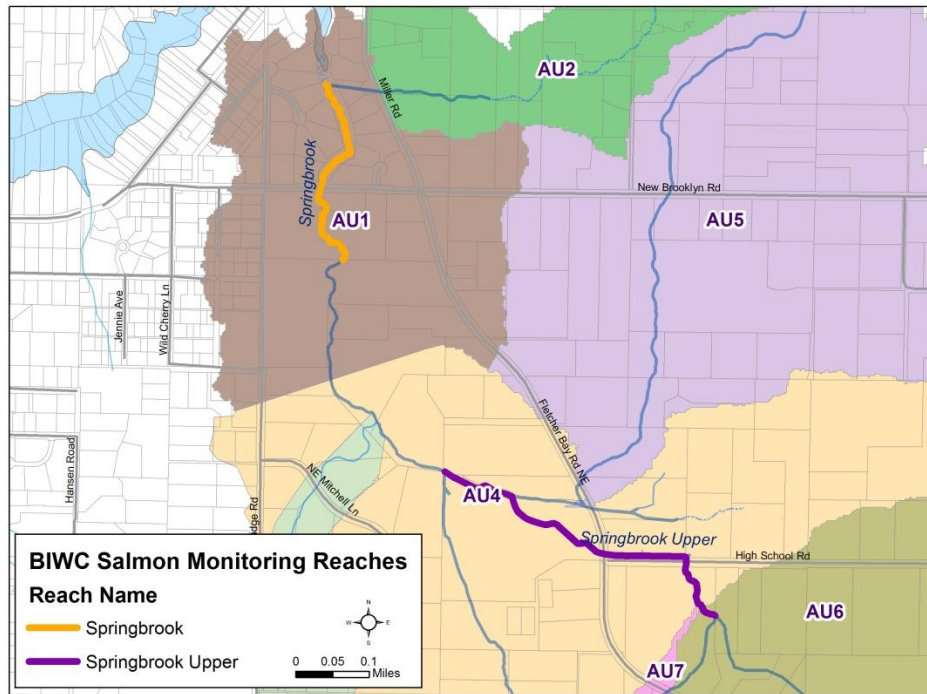 AU2
Miller Rd
Springbrook
New Brooklyn Rd
AU1
AU5
Jennie Ave
Wild Cherry Ln
Fletcher Bay Rd NE
Hansen Road
NE Mitchell Ln
AU4
Springbrook Upper
High School Rd
AU6
AU7
BIWC Salmon Monitoring Reaches
Reach Name
Springbrook
Springbrook Upper
N
W E
S
0 0.05 0.1
Miles